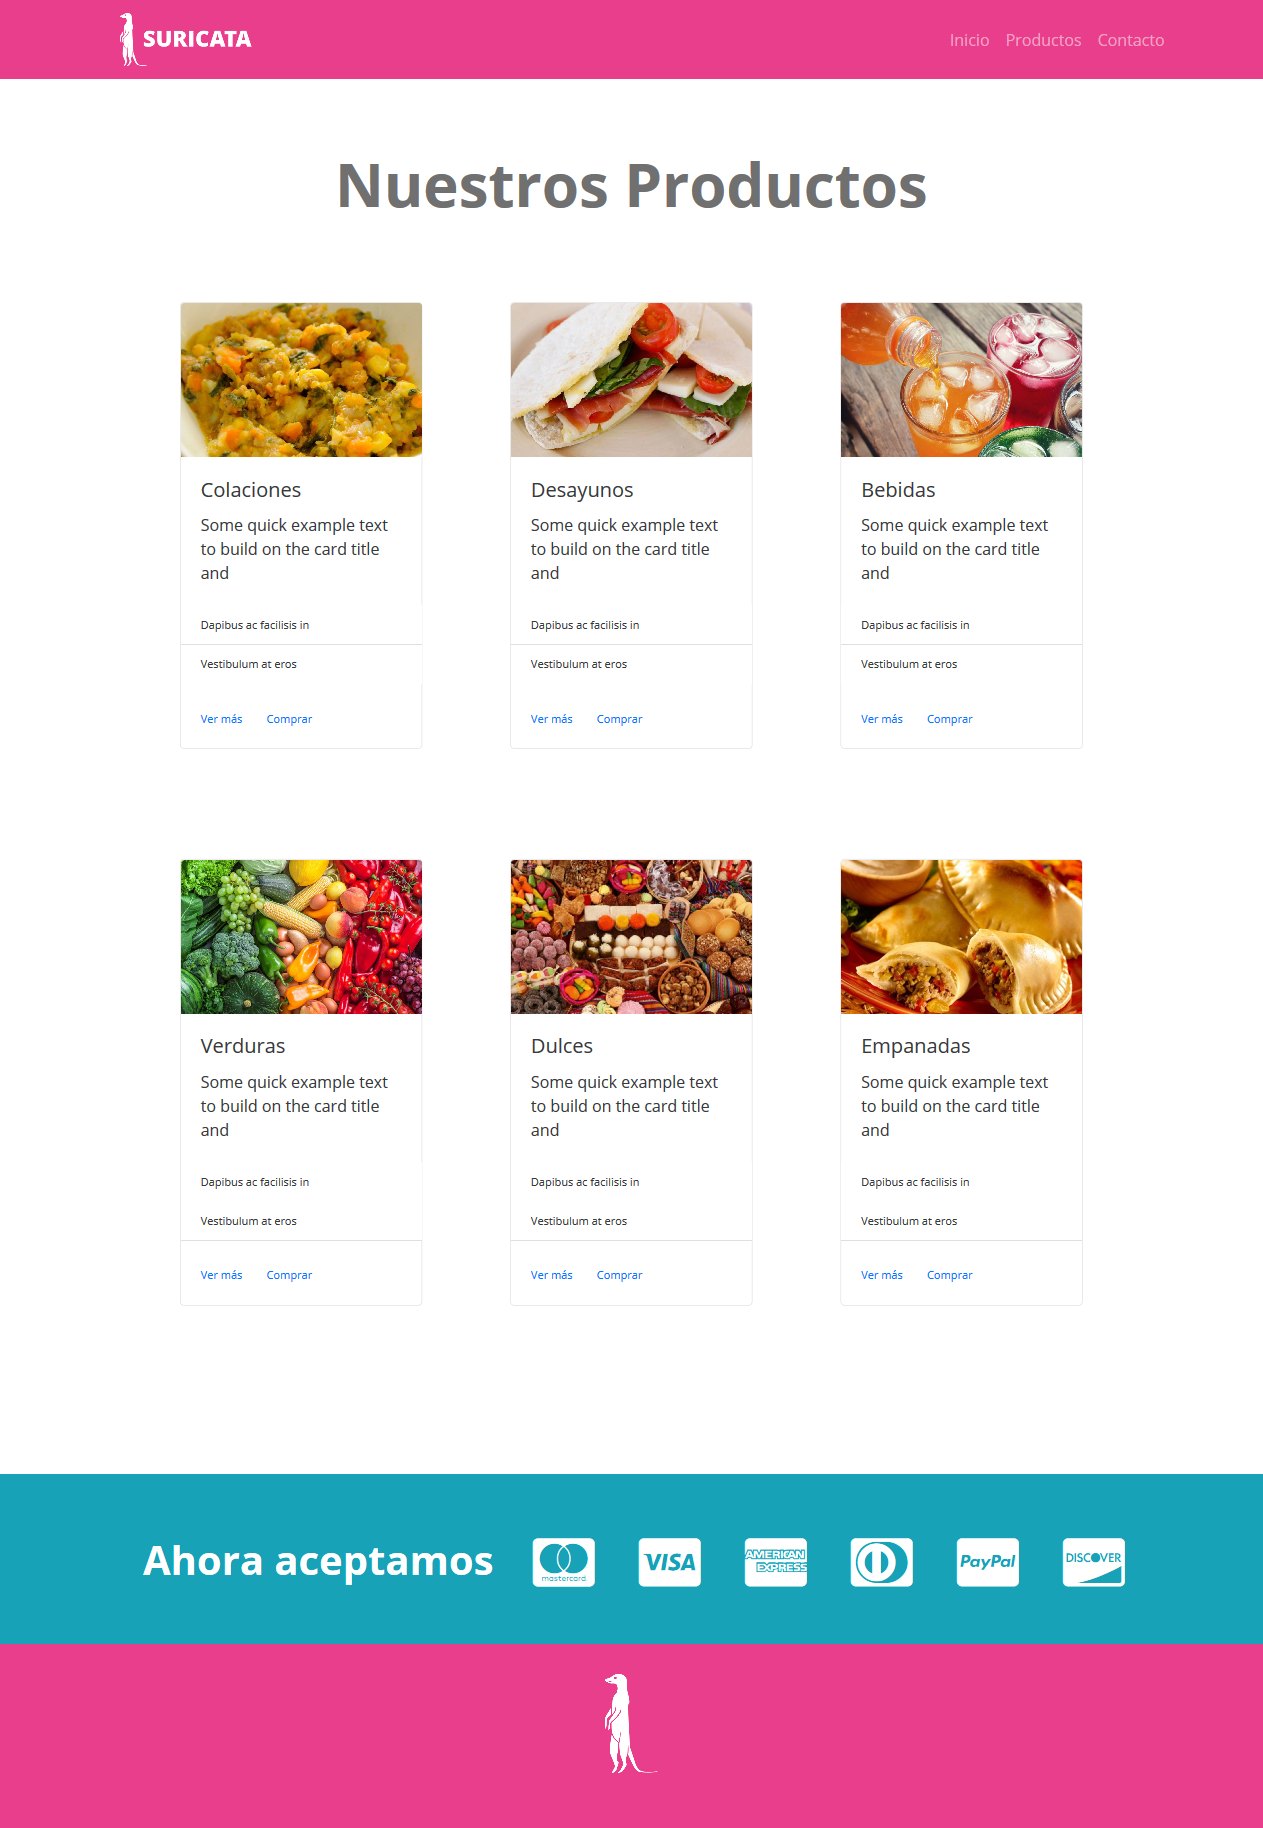 SURICATA
Inicio Productos Contacto
Nuestros Productos
Colaciones
Some quick example text
to build on the card title
and
Dapibus ac facilisis in
Vestibulum at eros
Ver más Comprar
Desayunos
Some quick example text
to build on the card title
and
Dapibus ac facilisis in
Vestibulum at eros
Ver más Comprar
Bebidas
Some quick example text
to build on the card title
and
Dapibus ac facilisis in
Vestibulum at eros
Ver más Comprar
Verduras
Some quick example text
to build on the card title
and
Dapibus ac facilisis in
Vestibulum at eros
Ver más Comprar
Dulces
Some quick example text
to build on the card title
and
Dapibus ac facilisis in
Vestibulum at eros
Ver más Comprar
Empanadas
Some quick example text
to build on the card title
and
Dapibus ac facilisis in
Vestibulum at eros
Ver más Comprar
Ahora aceptamos
mastercard
VISA
AMERICAN
EXPRESS
PayPal
DISCOVER